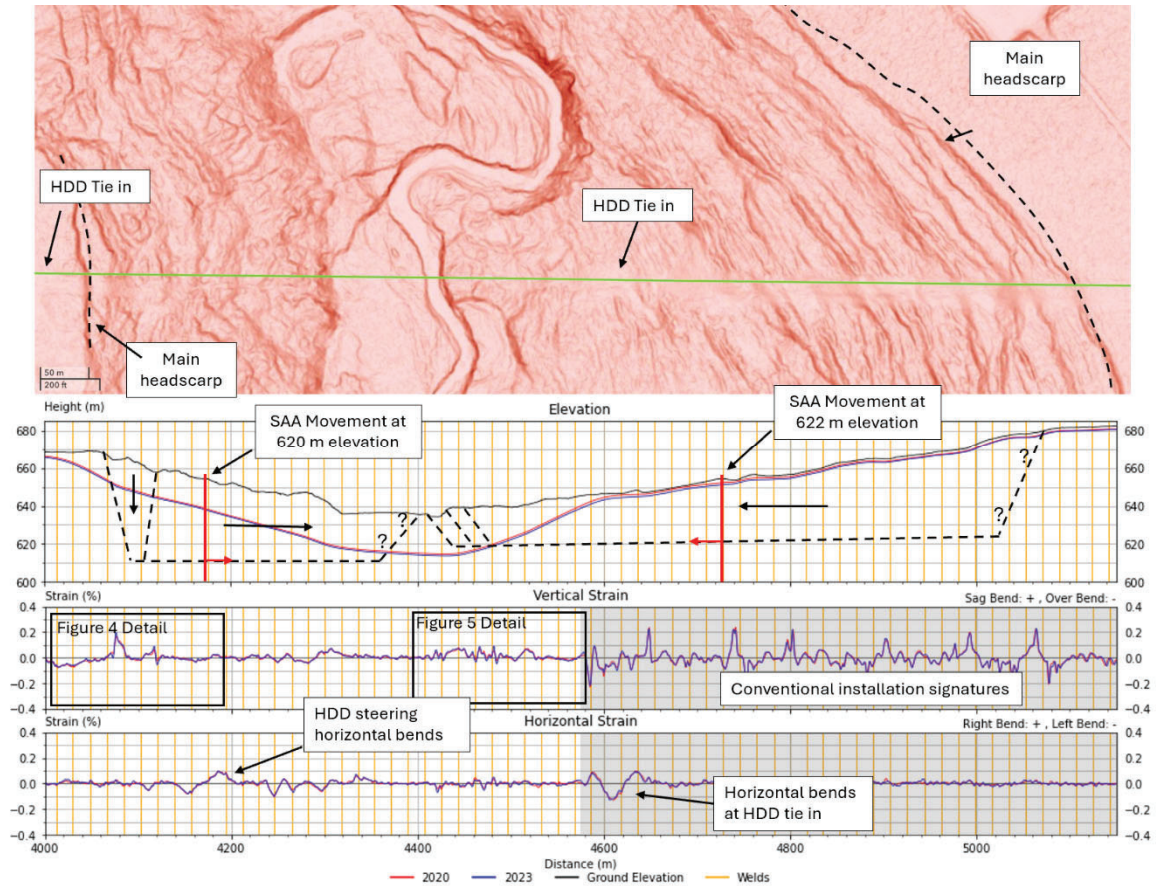 Main
headscarp
HDD Tie in
HDD Tie in
Main
headscarp
50 m
200 ft
SAA Movement at
620 m elevation
SAA Movement at
622 m elevation
Height (m)
Elevation
680
660
640
620
600
680
660
640
620
600
?
?
?
?
?
Strain (%)
Vertical Strain
Sag Bend: + , Over Bend: -
0.4
0.2
0.0
−0.2
−0.4
0.4
0.2
0.0
−0.2
−0.4
Figure 4 Detail
Figure 5 Detail
Conventional installation signatures
HDD steering
horizontal bends
Strain (%)
Horizontal Strain
Right Bend: + , Left Bend: -
0.4
0.2
0.0
−0.2
−0.4
0.4
0.2
0.0
−0.2
−0.4
Horizontal bends
at HDD tie in
4000
4200
4400
4600
4800
5000
Distance (m)
2020
2023
Ground Elevation
Welds